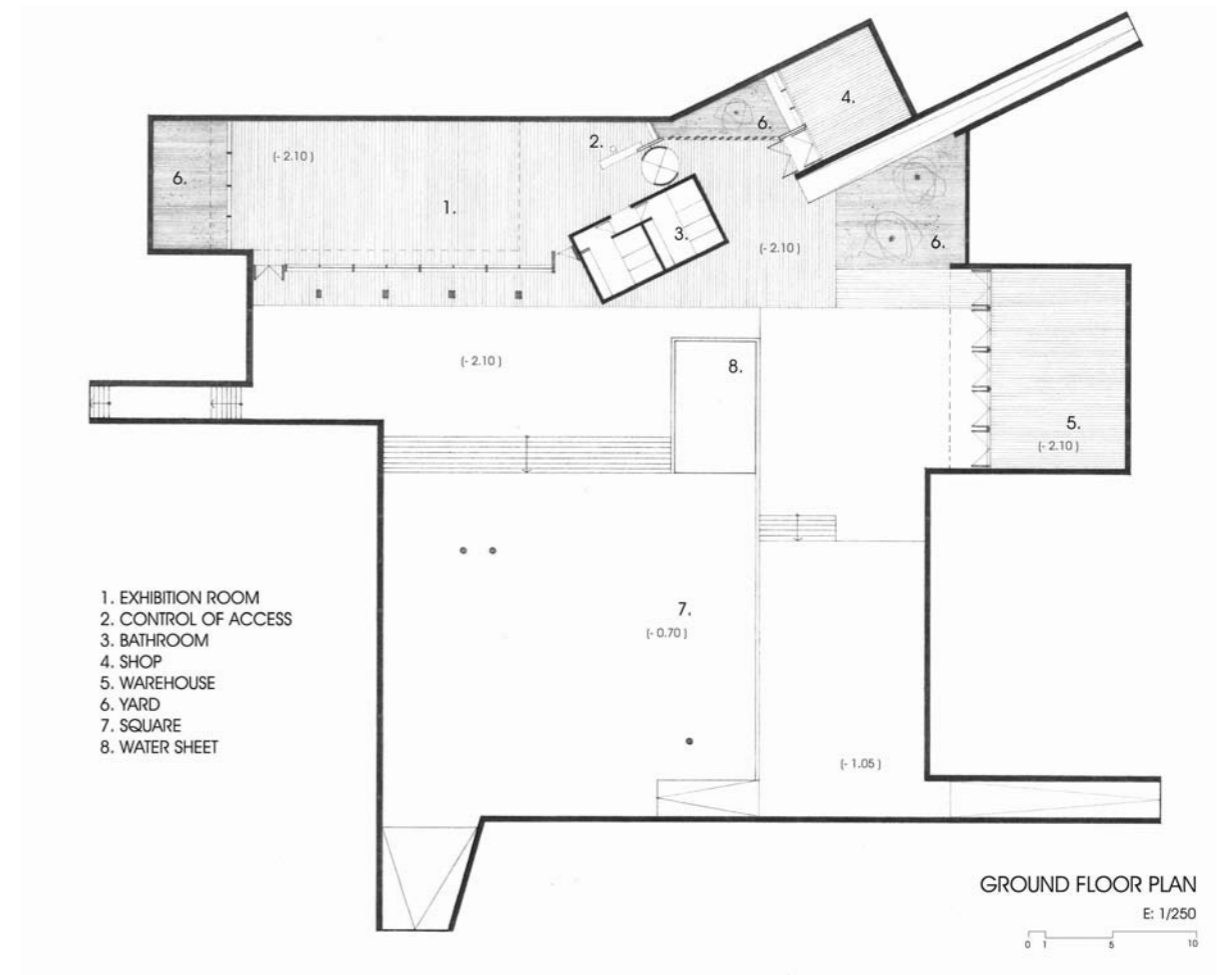 4.
6.
2.
(- 2.10 )
6.
1.
3.
(- 2.10 )
6.
(- 2.10 )
8.
5.
(- 2.10 )
7.
(- 0.70 )
(- 1.05 )
1. EXHIBITION ROOM
2. CONTROL OF ACCESS
3. BATHROOM
4. SHOP
5. WAREHOUSE
6. YARD
7. SQUARE
8. WATER SHEET
GROUND FLOOR PLAN
E: 1/250
0 1 5 10